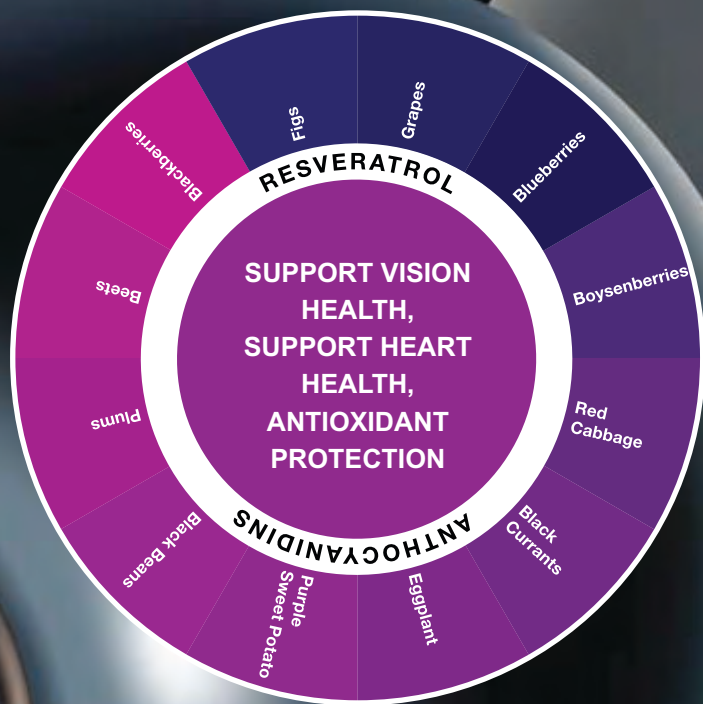 RESVERATROL
SUPPORT VISION
HEALTH,
SUPPORT HEART
HEALTH,
ANTIOXIDANT
PROTECTION
ANTHOCYANIDINS
Figs
Grapes
Blueberries
Boysenberries
Red
Cabbage
Black
Currants
Eggplant
Purple
Sweet Potato
Black Beans
Plums
Beets
Blackberries